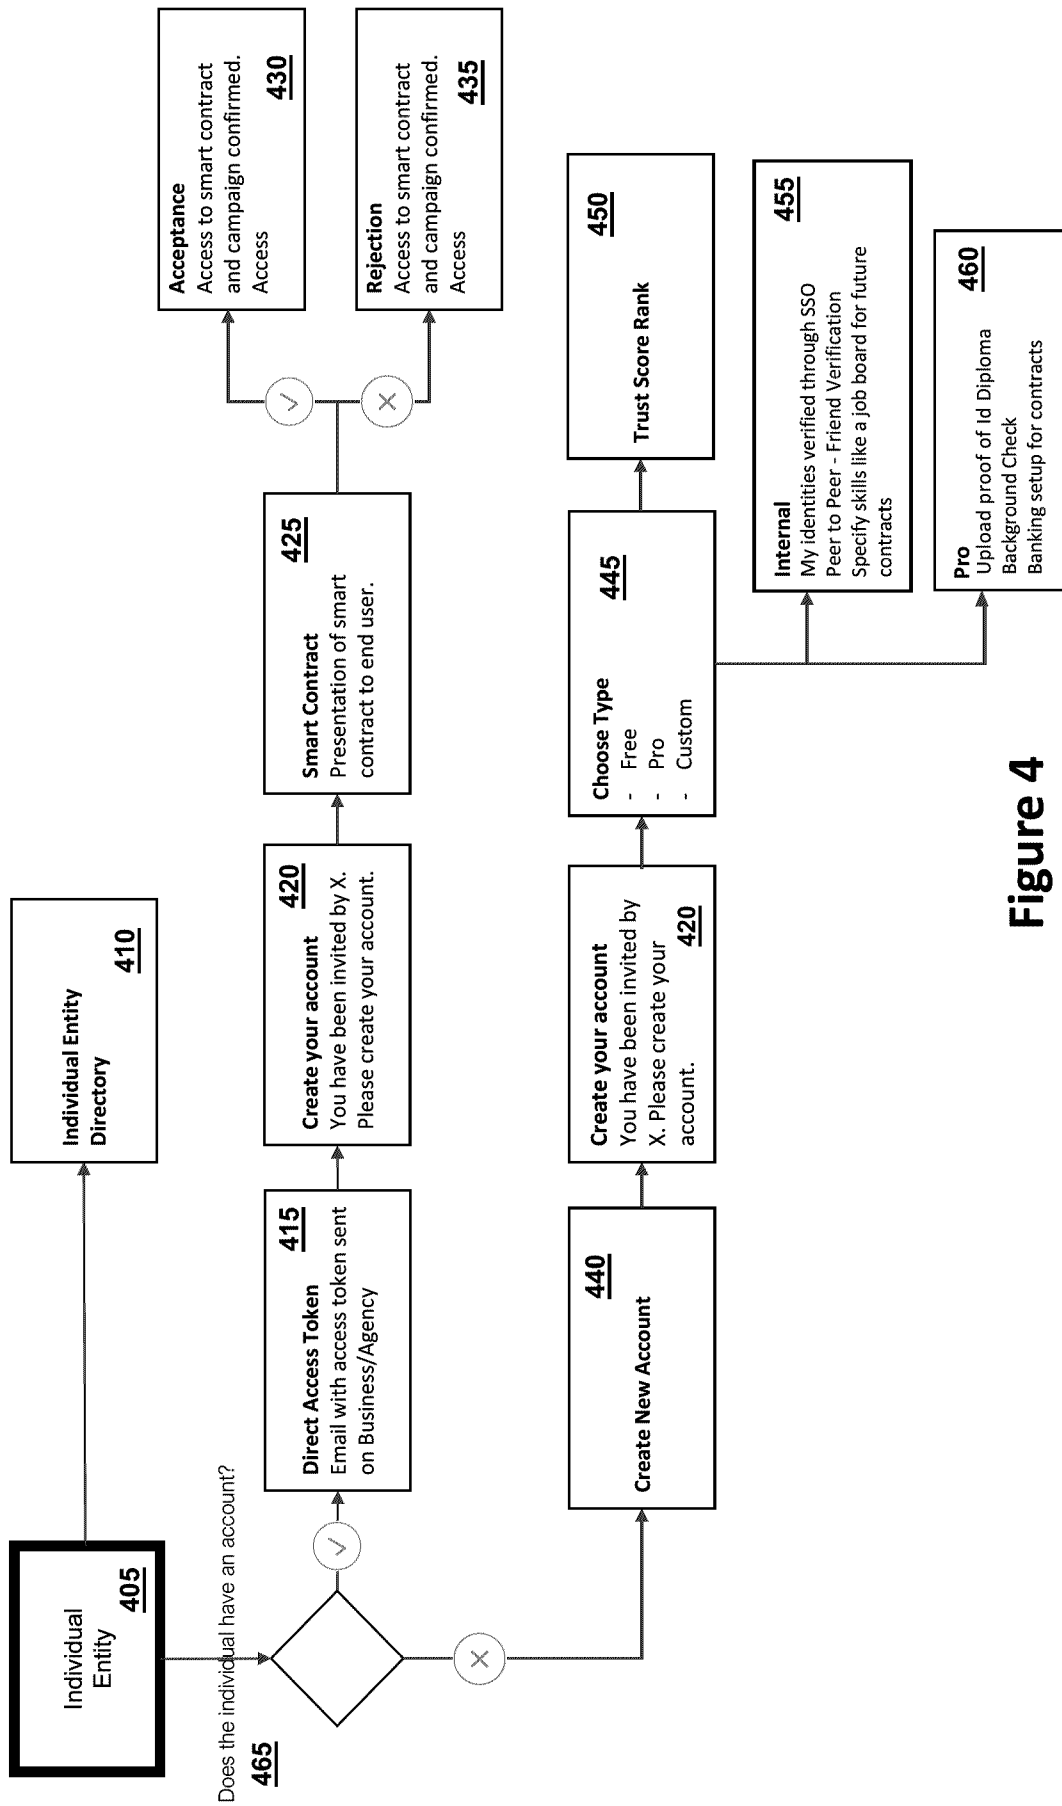 Individual
Entity
405
Individual Entity
Directory
410
Does the individual have an account?
465
Direct Access Token
415
Email with access token sent
on Business/Agency
Create your account
420
You have been invited by X.
Please create your account.
Smart Contract
425
Presentation of smart
contract to end user.
Acceptance
Access to smart contract
and campaign confirmed.
Access
430
Rejection
Access to smart contract
and campaign confirmed.
Access
435
Create New Account
440
Create your account
You have been invited by
X. Please create your
account.
420
Choose Type
445
- Free
- Pro
- Custom
Trust Score Rank
450
Internal
455
My identities verified through SSO
Peer to Peer - Friend Verification
Specify skills like a job board for future
contracts
Pro
460
Upload proof of Id Diploma
Background Check
Banking setup for contracts
Figure 4